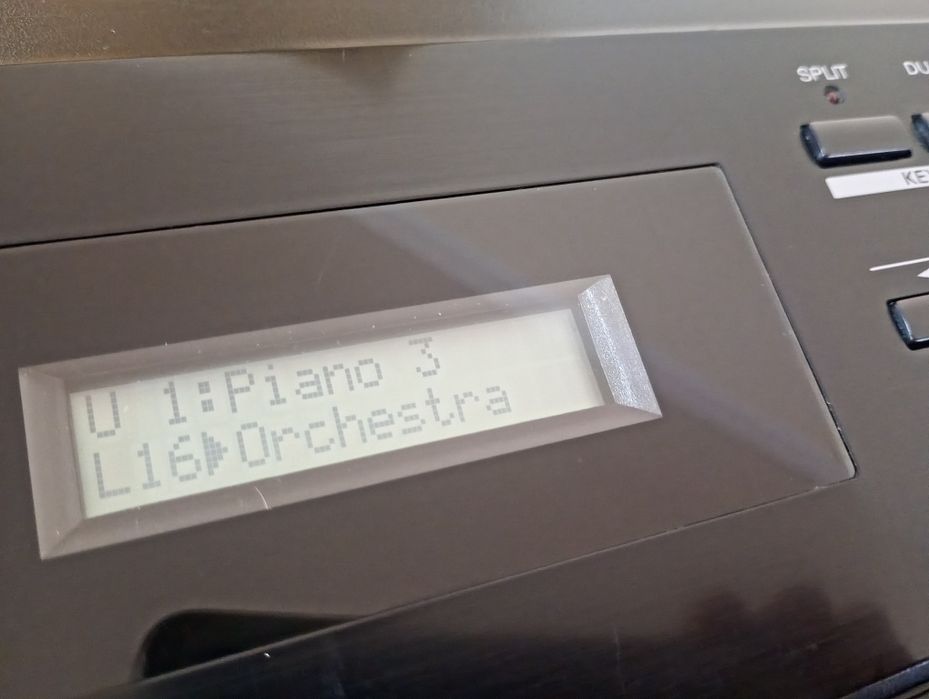 SPLIT
U 1:Piano 3
L16▶Orchestra